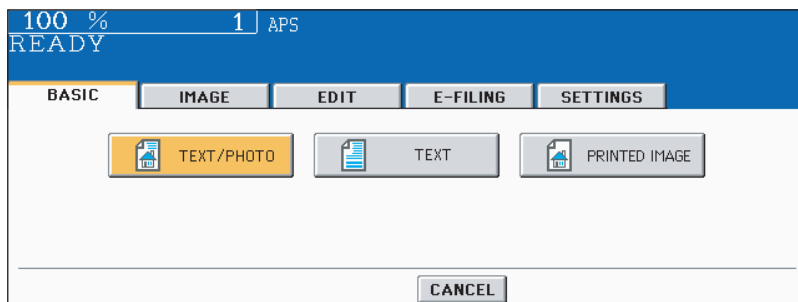 100 % 1 APS
READY
BASIC IMAGE EDIT E-FILING SETTINGS
TEXT/PHOTO TEXT PRINTED IMAGE
CANCEL